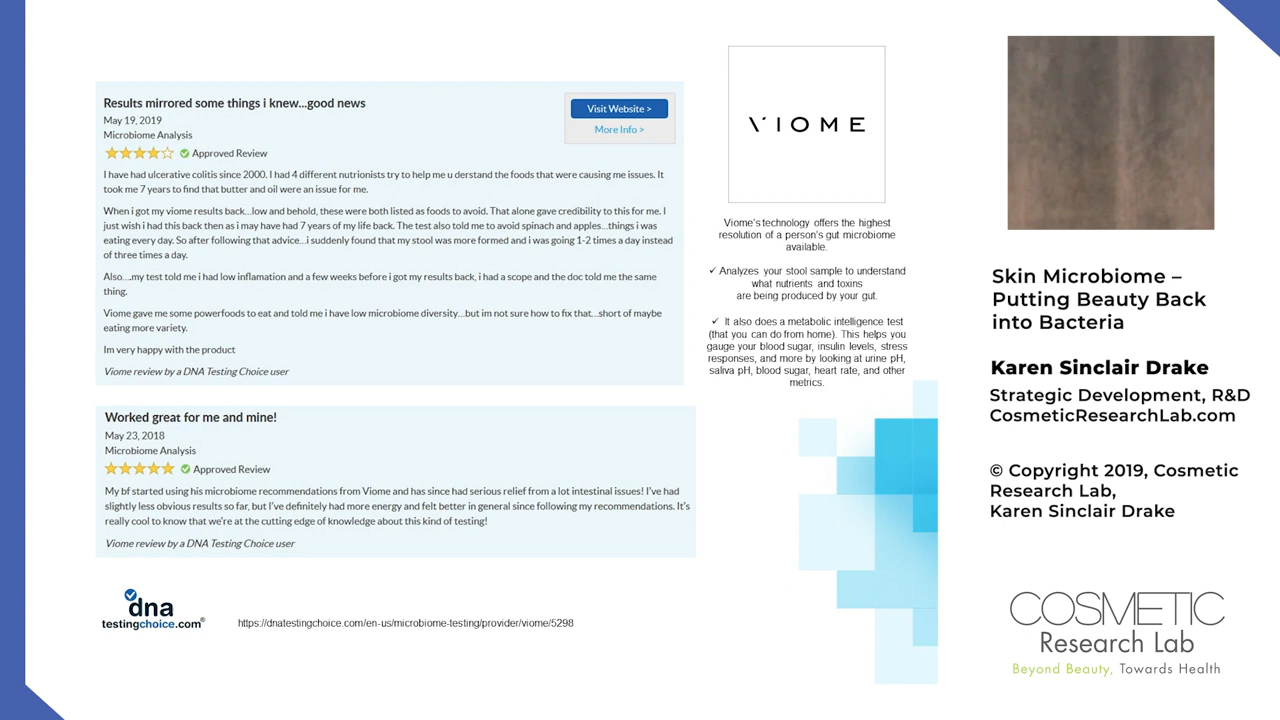 Results mirrored some things i knew...good news
May 19, 2019
Microbiome Analysis
Approved Review
Visit Website >
More Info >
I have had ulcerative colitis since 2000. I had 4 different nutrionists try to help me u derstand the foods that were causing me issues. It
took me 7 years to find that butter and oil were an issue for me.
When i got my viome results back...low and behold, these were both listed as foods to avoid. That alone gave credibility to this for me. I
just wish i had this back then as i may have had 7 years of my life back. The test also told me to avoid spinach and apples...things i was
eating every day. So after following that advice...i suddenly found that my stool was more formed and i was going 1-2 times a day instead
of three times a day.
Also....my test told me i had low inflamation and a few weeks before i got my results back, i had a scope and the doc told me the same
thing.
Viome gave me some powerfoods to eat and told me i have low microbiome diversity...but im not sure how to fix that...short of maybe
eating more variety.
Im very happy with the product
Viome review by a DNA Testing Choice user
Worked great for me and mine!
May 23, 2018
Microbiome Analysis
Approved Review
My bf started using his microbiome recommendations from Viome and has since had serious relief from a lot intestinal issues! I've had
slightly less obvious results so far, but I've definitely had more energy and felt better in general since following my recommendations. It's
really cool to know that we're at the cutting edge of knowledge about this kind of testing!
Viome review by a DNA Testing Choice user
dna
testingchoice.com®
https://dnatestingchoice.com/en-us/microbiome-testing/provider/viome/5298
VIOME
Viome's technology offers the highest
resolution of a person's gut microbiome
available.
✓ Analyzes your stool sample to understand
what nutrients and toxins
are being produced by your gut.
✓ It also does a metabolic intelligence test
(that you can do from home). This helps you
gauge your blood sugar, insulin levels, stress
responses, and more by looking at urine pH,
saliva pH, blood sugar, heart rate, and other
metrics.
Skin Microbiome –
Putting Beauty Back
into Bacteria
Karen Sinclair Drake
Strategic Development, R&D
CosmeticResearchLab.com
© Copyright 2019, Cosmetic
Research Lab,
Karen Sinclair Drake
COSMETIC
Research Lab
Beyond Beauty, Towards Health